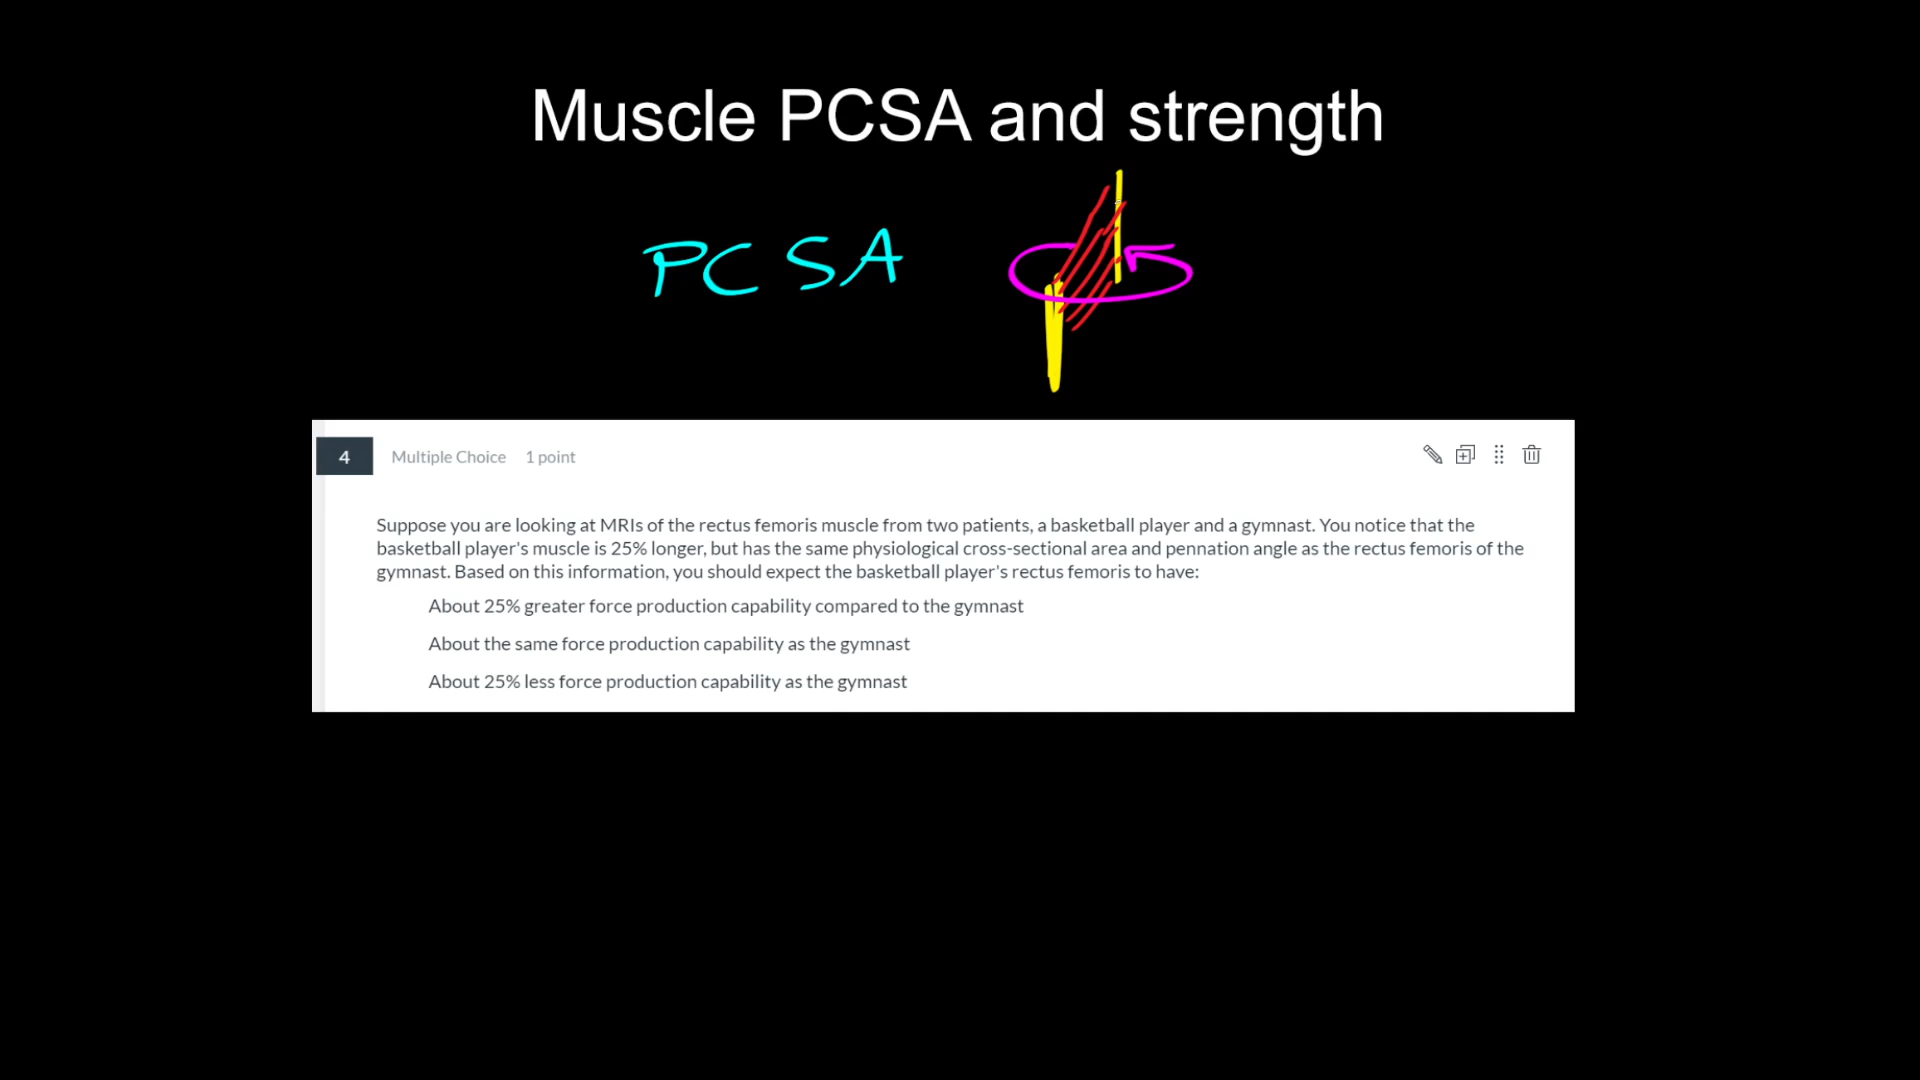 Muscle PCSA and strength
PCSA
4 Multiple Choice 1 point
Suppose you are looking at MRIs of the rectus femoris muscle from two patients, a basketball player and a gymnast. You notice that the
basketball player's muscle is 25% longer, but has the same physiological cross-sectional area and pennation angle as the rectus femoris of the
gymnast. Based on this information, you should expect the basketball player's rectus femoris to have:
About 25% greater force production capability compared to the gymnast
About the same force production capability as the gymnast
About 25% less force production capability as the gymnast